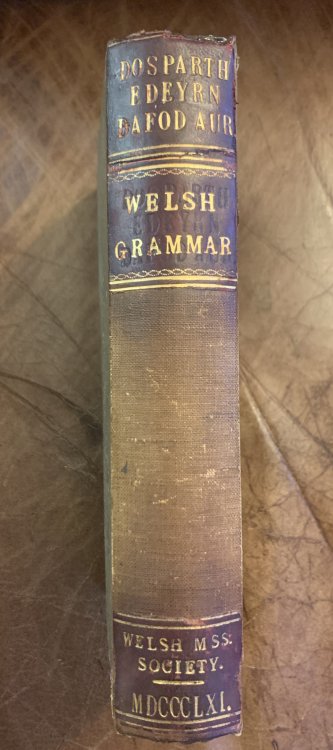 DOSPARTH
EDEYRN
DAFOD AUR
WELSH
GRAMMAR
WELSH MSS:
SOCIETY.
MDCCCLXI.